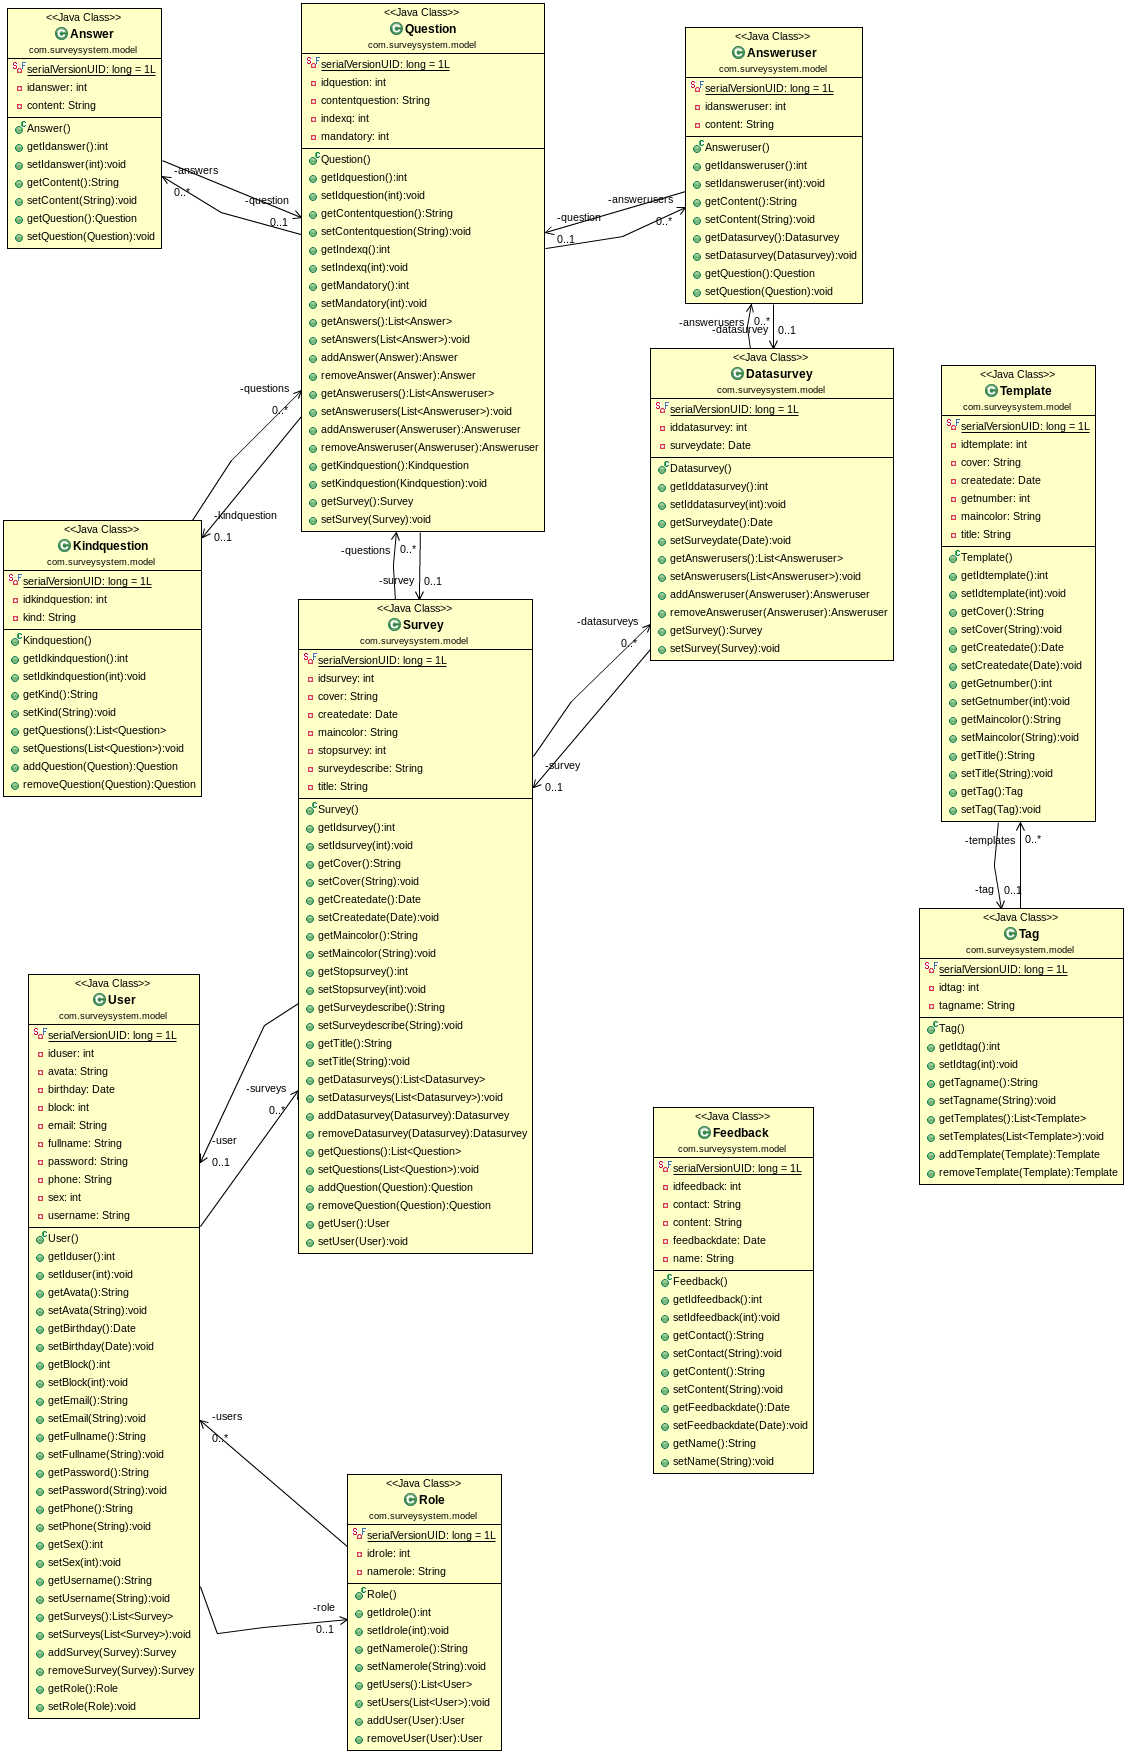 <<Java Class>>
Answer
com.surveysystem.model
serialVersionUID: long = 1L
idanswer: int
content: String
Answer()
getIdanswer():int
setIdanswer(int):void
getContent():String
setContent(String):void
getQuestion():Question
setQuestion(Question):void
<<Java Class>>
Question
com.surveysystem.model
serialVersionUID: long = 1L
idquestion: int
contentquestion: String
indexq: int
mandatory: int
Question()
getIdquestion():int
setIdquestion(int):void
getContentquestion():String
setContentquestion(String):void
getIndexq():int
setIndexq(int):void
getMandatory():int
setMandatory(int):void
getAnswers():List<Answer>
setAnswers(List<Answer>):void
addAnswer(Answer):Answer
removeAnswer(Answer):Answer
getAnswerusers():List<Answeruser>
setAnswerusers(List<Answeruser>):void
addAnsweruser(Answeruser):Answeruser
removeAnsweruser(Answeruser):Answeruser
getKindquestion():Kindquestion
setKindquestion(Kindquestion):void
getSurvey():Survey
setSurvey(Survey):void
<<Java Class>>
Answeruser
com.surveysystem.model
serialVersionUID: long = 1L
idansweruser: int
content: String
Answeruser()
getIdansweruser():int
setIdansweruser(int):void
getContent():String
setContent(String):void
getDatasurvey():Datasurvey
setDatasurvey(Datasurvey):void
getQuestion():Question
setQuestion(Question):void
-answers
0..*
-question
0..1
-answerusers
0..*
-question
0..1
-answerusers
0..*
-datasurvey
0..1
<<Java Class>>
Datasurvey
com.surveysystem.model
serialVersionUID: long = 1L
iddatasurvey: int
surveydate: Date
Datasurvey()
getIddatasurvey():int
setIddatasurvey(int):void
getSurveydate():Date
setSurveydate(Date):void
getAnswerusers():List<Answeruser>
setAnswerusers(List<Answeruser>):void
addAnsweruser(Answeruser):Answeruser
removeAnsweruser(Answeruser):Answeruser
getSurvey():Survey
setSurvey(Survey):void
<<Java Class>>
Template
com.surveysystem.model
serialVersionUID: long = 1L
idtemplate: int
cover: String
createdate: Date
getnumber: int
maincolor: String
title: String
Template()
getIdtemplate():int
setIdtemplate(int):void
getCover():String
setCover(String):void
getCreatedate():Date
setCreatedate(Date):void
getGetnumber():int
setGetnumber(int):void
getMaincolor():String
setMaincolor(String):void
getTitle():String
setTitle(String):void
getTag():Tag
setTag(Tag):void
-questions
0..*
-kindquestion
0..1
<<Java Class>>
Kindquestion
com.surveysystem.model
serialVersionUID: long = 1L
idkindquestion: int
kind: String
Kindquestion()
getIdkindquestion():int
setIdkindquestion(int):void
getKind():String
setKind(String):void
getQuestions():List<Question>
setQuestions(List<Question>):void
addQuestion(Question):Question
removeQuestion(Question):Question
-questions
0..*
-survey
0..1
<<Java Class>>
Survey
com.surveysystem.model
serialVersionUID: long = 1L
idsurvey: int
cover: String
createdate: Date
maincolor: String
stopsurvey: int
surveydescribe: String
title: String
Survey()
getIdsurvey():int
setIdsurvey(int):void
getCover():String
setCover(String):void
getCreatedate():Date
setCreatedate(Date):void
getMaincolor():String
setMaincolor(String):void
getStopsurvey():int
setStopsurvey(int):void
getSurveydescribe():String
setSurveydescribe(String):void
getTitle():String
setTitle(String):void
getDatasurveys():List<Datasurvey>
setDatasurveys(List<Datasurvey>):void
addDatasurvey(Datasurvey):Datasurvey
removeDatasurvey(Datasurvey):Datasurvey
getQuestions():List<Question>
setQuestions(List<Question>):void
addQuestion(Question):Question
removeQuestion(Question):Question
getUser():User
setUser(User):void
-datasurveys
0..*
-survey
0..1
-templates
0..*
-tag
0..1
<<Java Class>>
Tag
com.surveysystem.model
serialVersionUID: long = 1L
idtag: int
tagname: String
Tag()
getIdtag():int
setIdtag(int):void
getTagname():String
setTagname(String):void
getTemplates():List<Template>
setTemplates(List<Template>):void
addTemplate(Template):Template
removeTemplate(Template):Template
<<Java Class>>
User
com.surveysystem.model
serialVersionUID: long = 1L
iduser: int
avata: String
birthday: Date
block: int
email: String
fullname: String
password: String
phone: String
sex: int
username: String
User()
getIduser():int
setIduser(int):void
getAvata():String
setAvata(String):void
getBirthday():Date
setBirthday(Date):void
getBlock():int
setBlock(int):void
getEmail():String
setEmail(String):void
getFullname():String
setFullname(String):void
getPassword():String
setPassword(String):void
getPhone():String
setPhone(String):void
getSex():int
setSex(int):void
getUsername():String
setUsername(String):void
getSurveys():List<Survey>
setSurveys(List<Survey>):void
addSurvey(Survey):Survey
removeSurvey(Survey):Survey
getRole():Role
setRole(Role):void
-surveys
0..*
-user
0..1
<<Java Class>>
Feedback
com.surveysystem.model
serialVersionUID: long = 1L
idfeedback: int
contact: String
content: String
feedbackdate: Date
name: String
Feedback()
getIdfeedback():int
setIdfeedback(int):void
getContact():String
setContact(String):void
getContent():String
setContent(String):void
getFeedbackdate():Date
setFeedbackdate(Date):void
getName():String
setName(String):void
-users
0..*
-role
0..1
<<Java Class>>
Role
com.surveysystem.model
serialVersionUID: long = 1L
idrole: int
namerole: String
Role()
getIdrole():int
setIdrole(int):void
getNamerole():String
setNamerole(String):void
getUsers():List<User>
setUsers(List<User>):void
addUser(User):User
removeUser(User):User